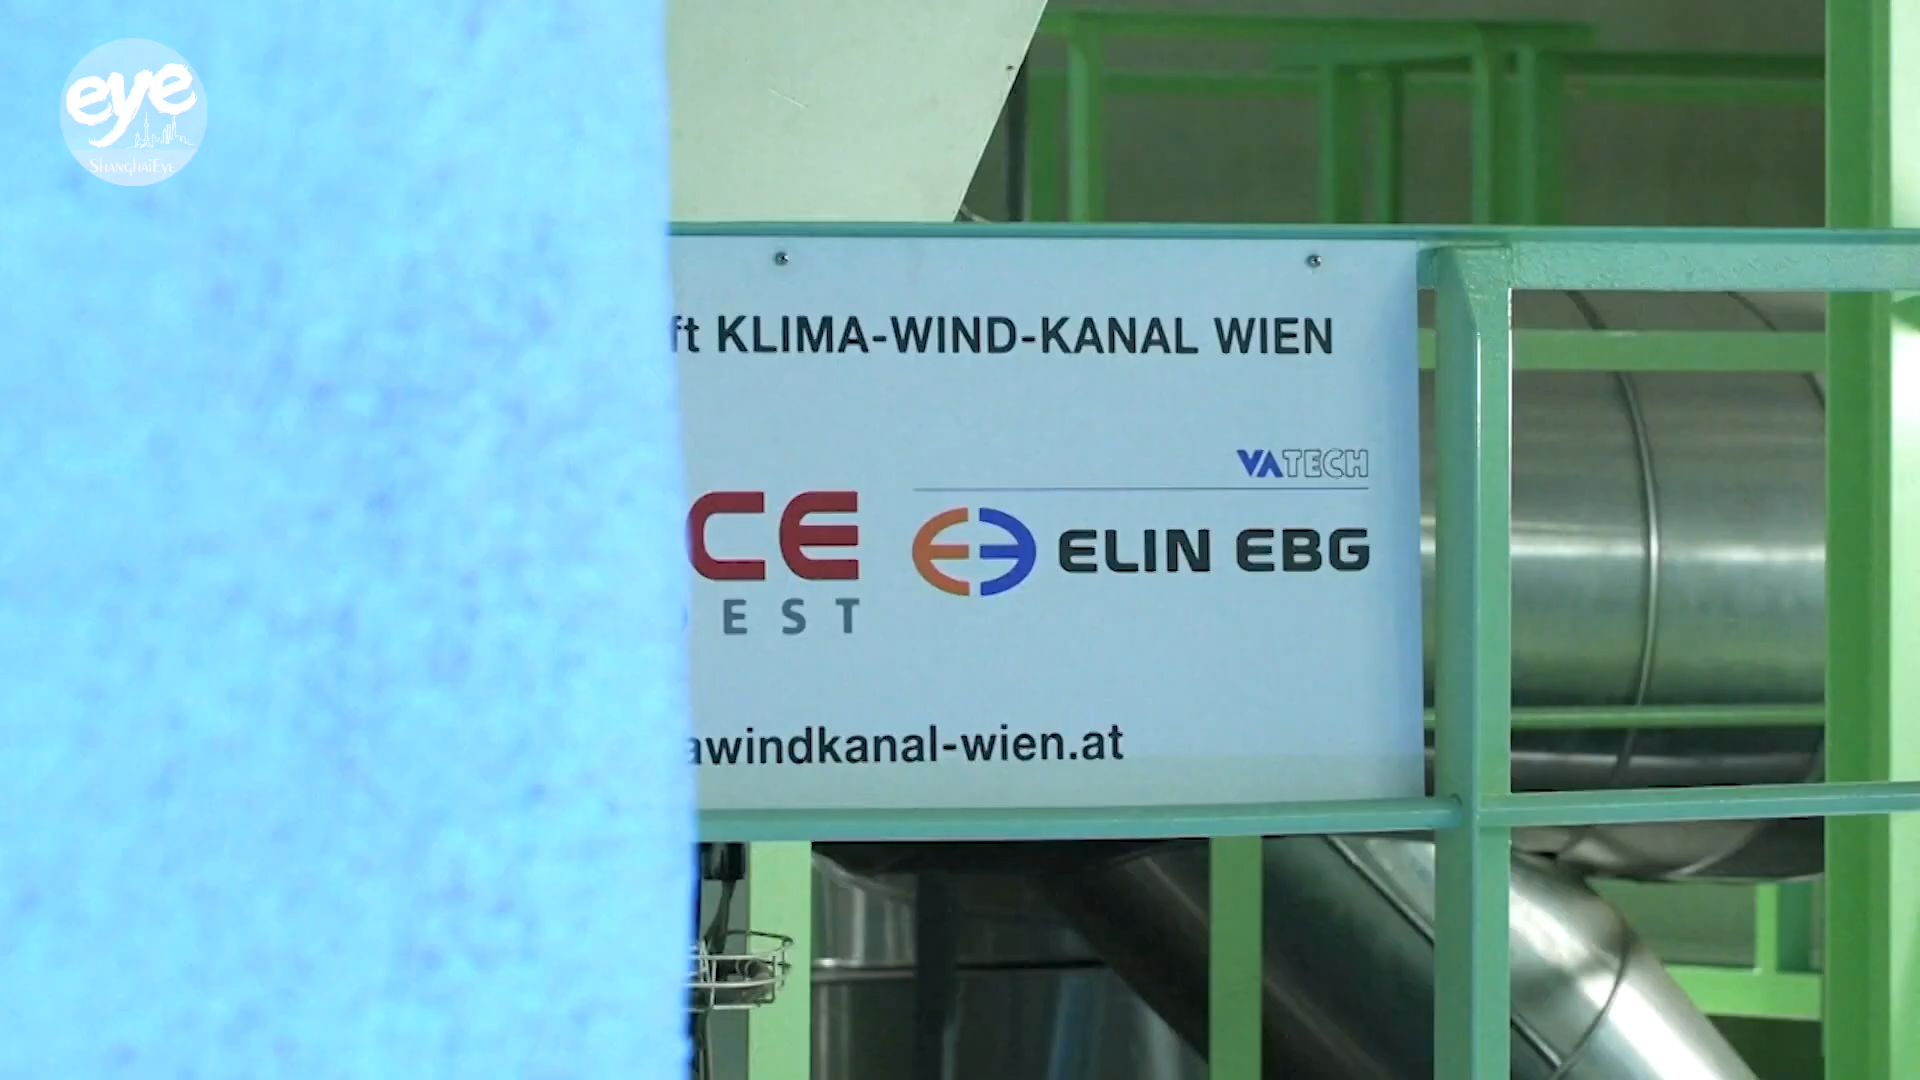 eye
SHANGHAIEYE
ft KLIMA-WIND-KANAL WIEN
VATECH
CE
ELIN EBG
EST
awindkanal-wien.at